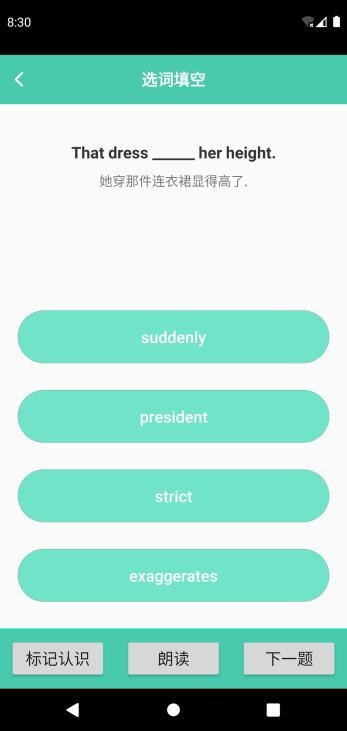 8:30
选词填空
That dress _____ her height.
她穿那件连衣裙显得高了.
suddenly
president
strict
exaggerates
标记认识 朗读 下一题